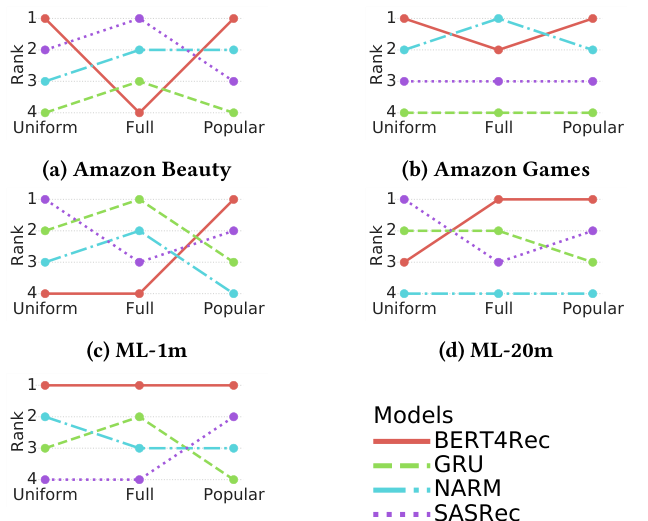 1
2
3
4
Rank
Uniform Full Popular
(a) Amazon Beauty
1
2
3
4
Rank
Uniform Full Popular
(b) Amazon Games
1
2
3
4
Rank
Uniform Full Popular
(c) ML-1m
1
2
3
4
Rank
Uniform Full Popular
(d) ML-20m
1
2
3
4
Rank
Uniform Full Popular
Models
BERT4Rec
GRU
NARM
SASRec